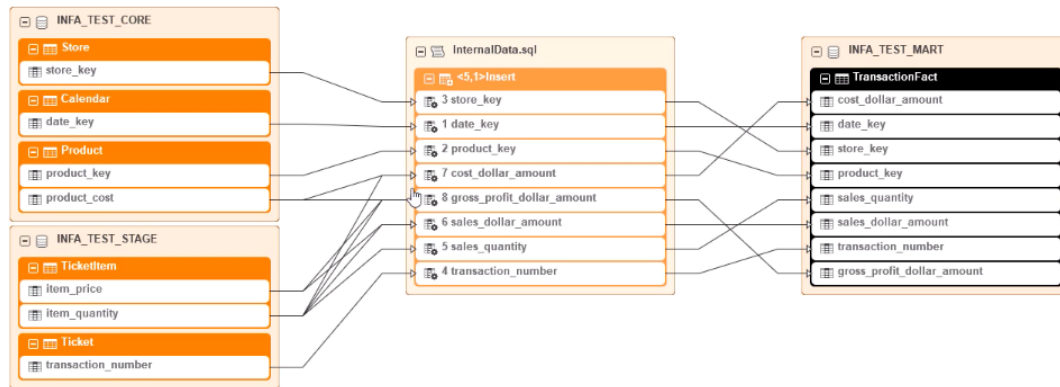 INFA_TEST_CORE
Store
store_key
Calendar
date_key
Product
product_key
product_cost
INFA_TEST_STAGE
TicketItem
item_price
item_quantity
Ticket
transaction_number
InternalData.sql
<5,1>Insert
3 store_key
1 date_key
2 product_key
7 cost_dollar_amount
8 gross_profit_dollar_amount
6 sales_dollar_amount
5 sales_quantity
4 transaction_number
INFA_TEST_MART
TransactionFact
cost_dollar_amount
date_key
store_key
product_key
sales_quantity
sales_dollar_amount
transaction_number
gross_profit_dollar_amount